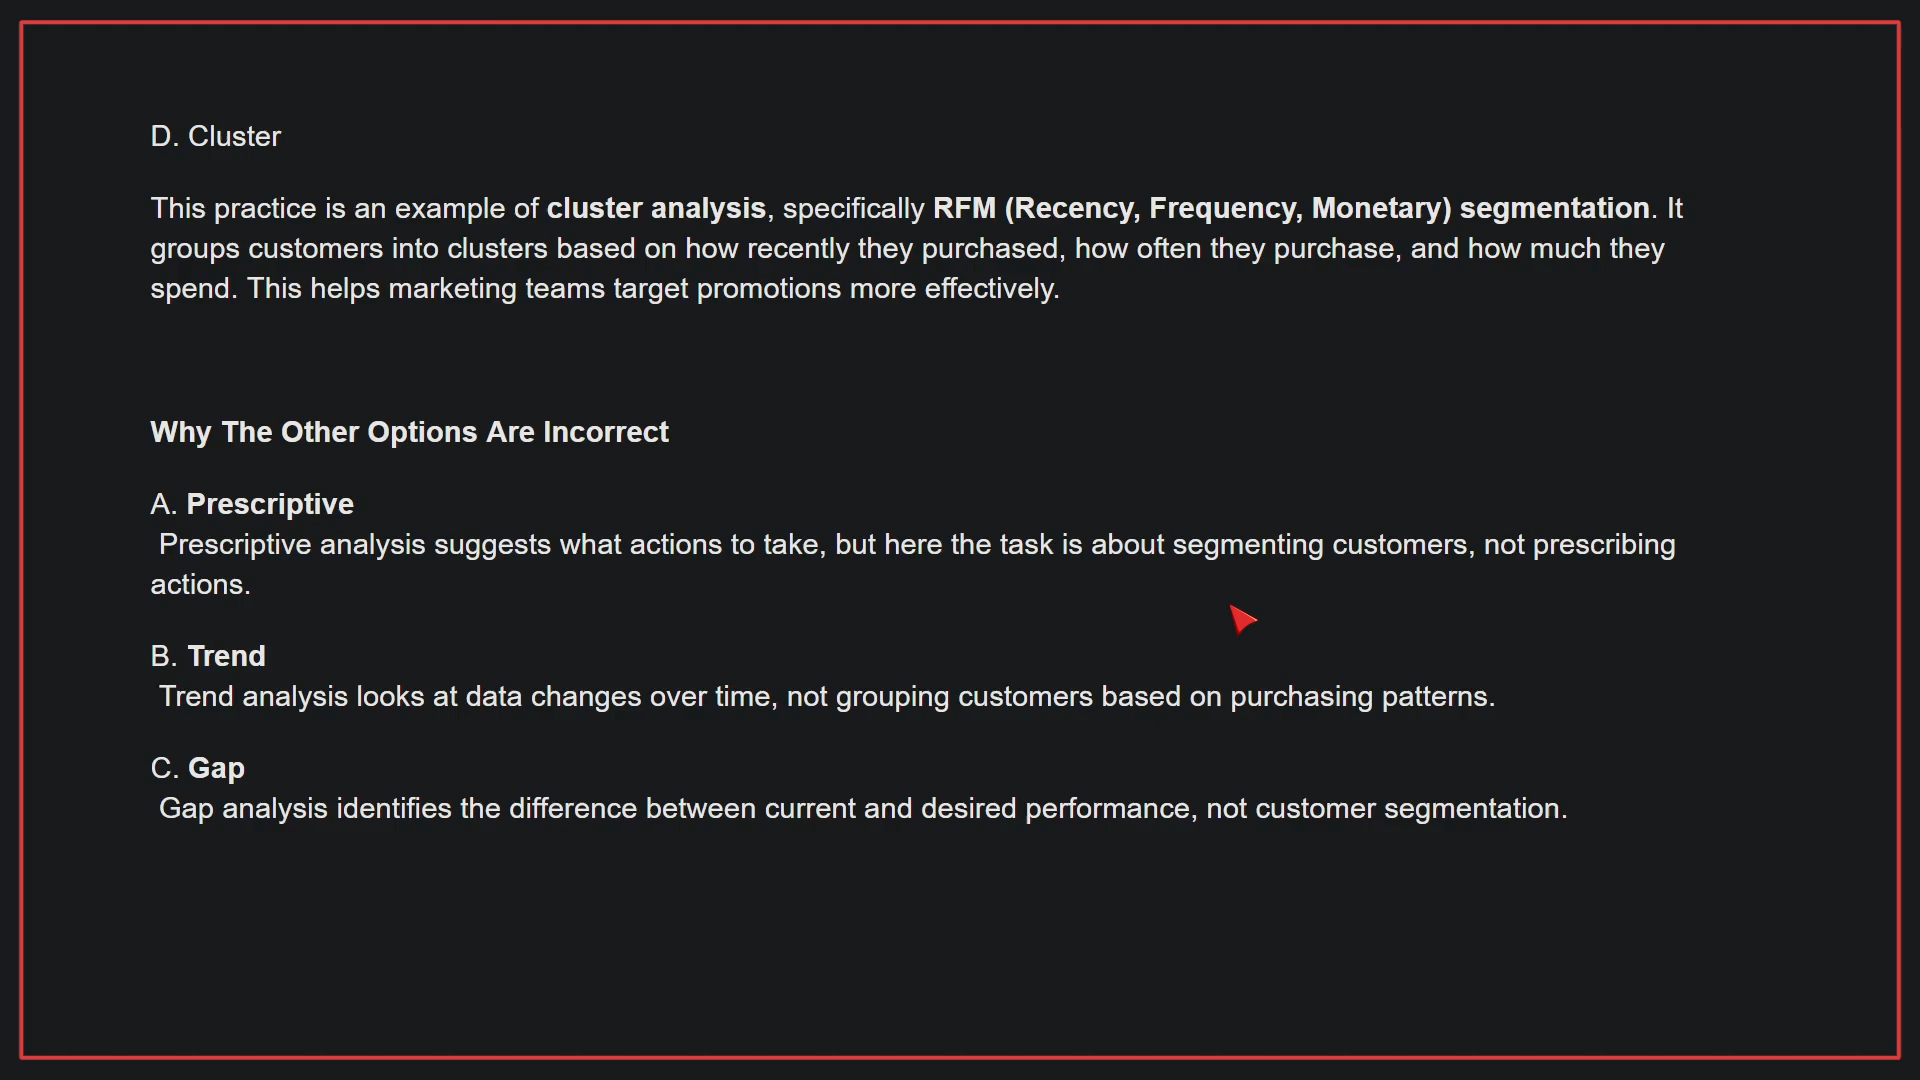 D. Cluster
This practice is an example of cluster analysis, specifically RFM (Recency, Frequency, Monetary) segmentation. It
groups customers into clusters based on how recently they purchased, how often they purchase, and how much they
spend. This helps marketing teams target promotions more effectively.
Why The Other Options Are Incorrect
A. Prescriptive
Prescriptive analysis suggests what actions to take, but here the task is about segmenting customers, not prescribing
actions.
B. Trend
Trend analysis looks at data changes over time, not grouping customers based on purchasing patterns.
C. Gap
Gap analysis identifies the difference between current and desired performance, not customer segmentation.